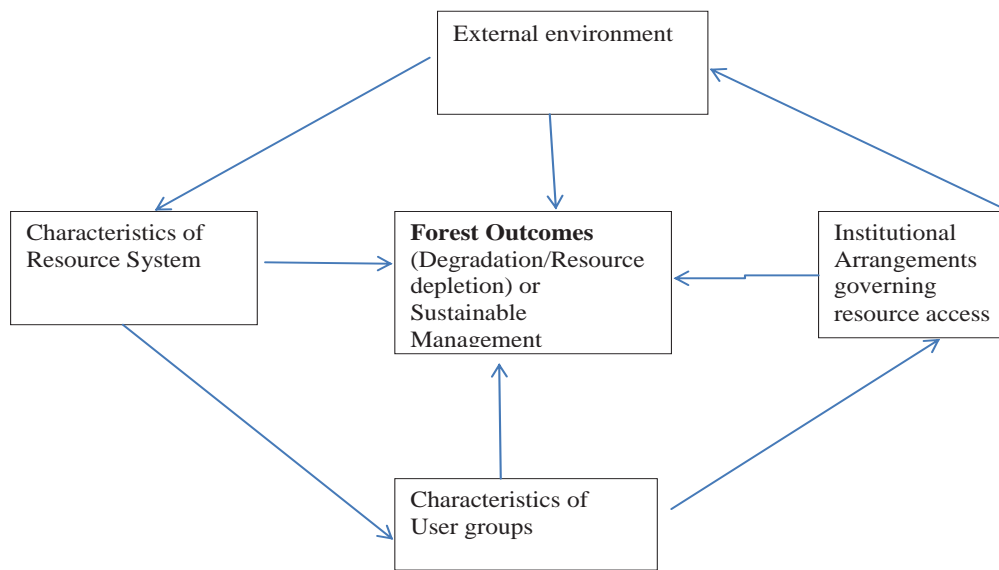 External environment
Characteristics of
Resource System
Forest Outcomes
(Degradation/Resource
depletion) or
Sustainable
Management
Institutional
Arrangements
governing
resource access
Characteristics of
User groups